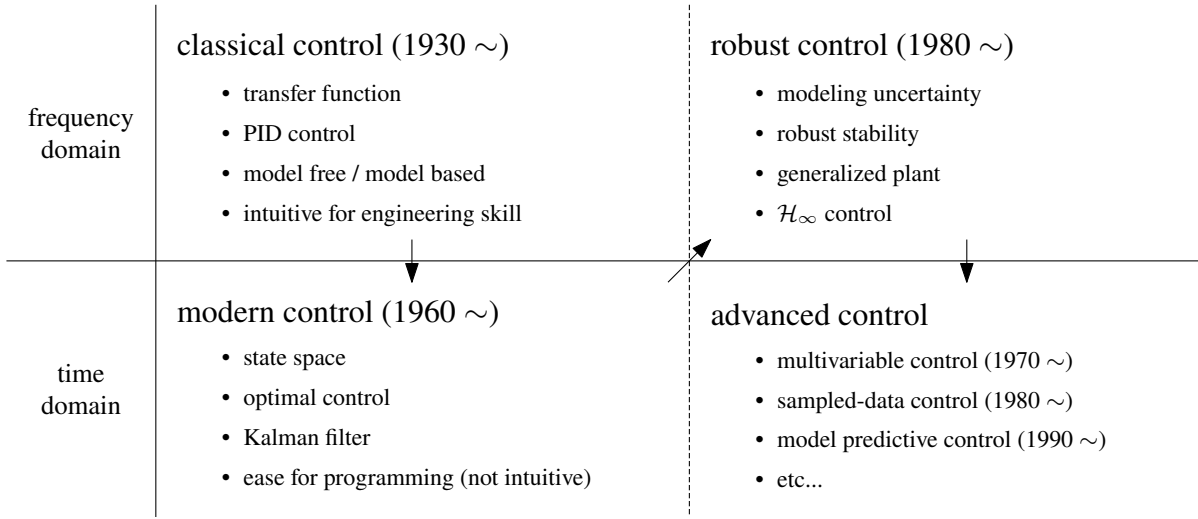 frequency
domain
classical control (1930 ∼)
• transfer function
• PID control
• model free / model based
• intuitive for engineering skill
robust control (1980 ∼)
• modeling uncertainty
• robust stability
• generalized plant
• ℋ∞ control
time
domain
modern control (1960 ∼)
• state space
• optimal control
• Kalman filter
• ease for programming (not intuitive)
advanced control
• multivariable control (1970 ∼)
• sampled-data control (1980 ∼)
• model predictive control (1990 ∼)
• etc...